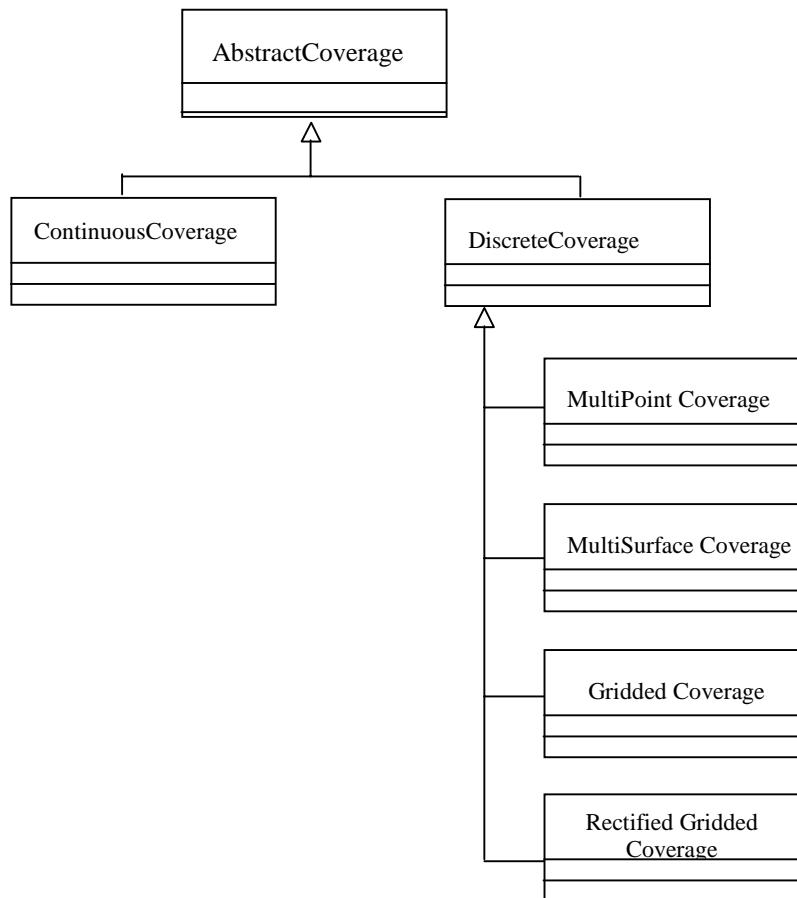 AbstractCoverage
ContinuousCoverage
DiscreteCoverage
MultiPoint Coverage
MultiSurface Coverage
Gridded Coverage
Rectified Gridded
Coverage